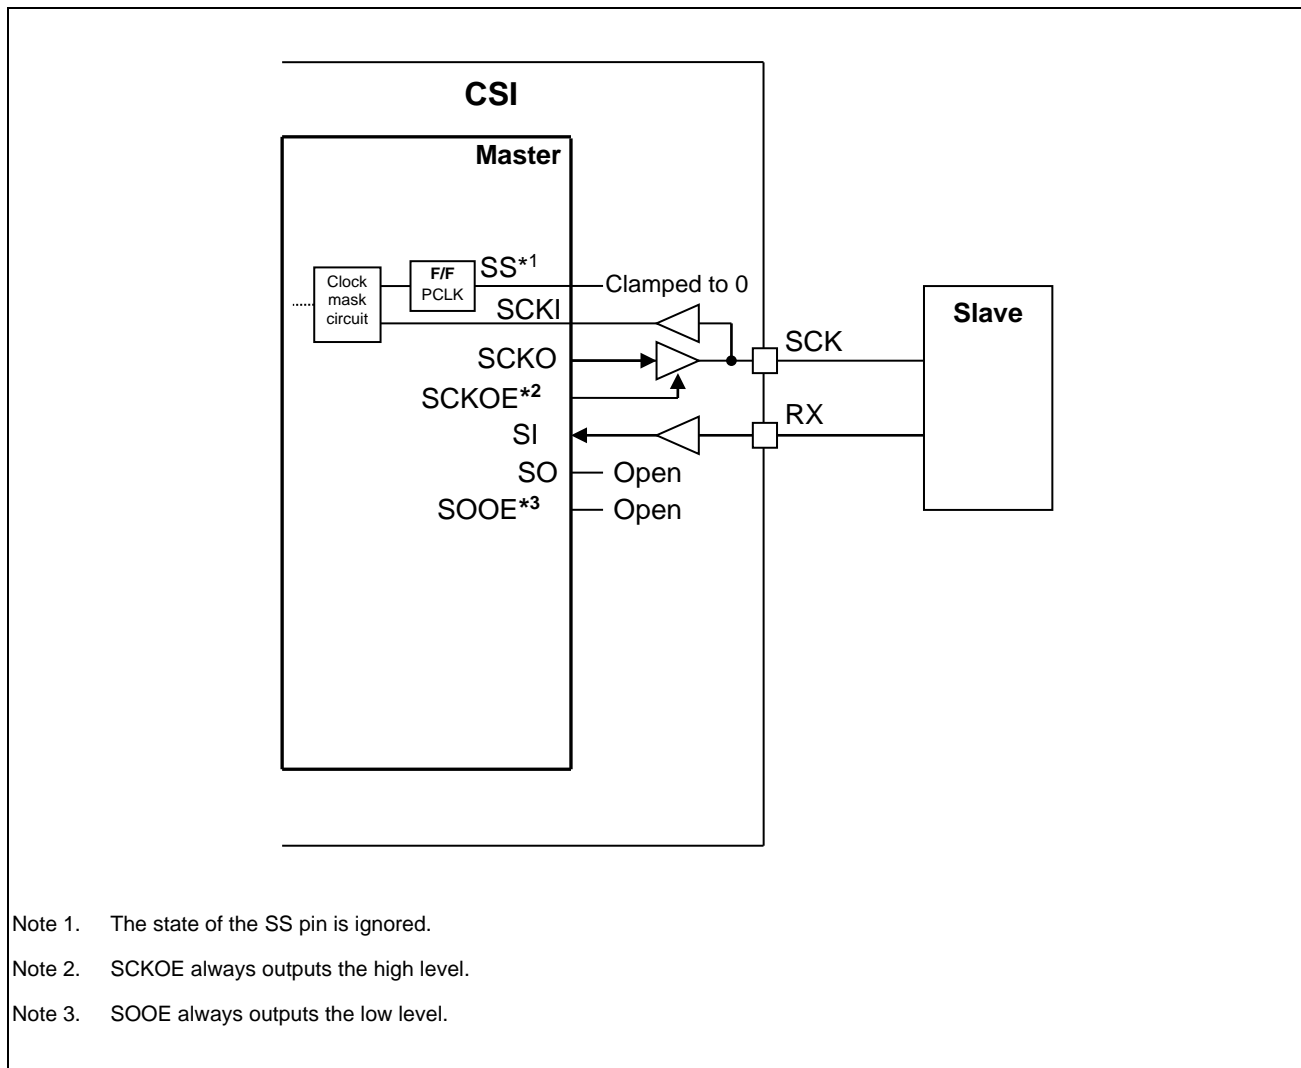 CSI
Master
Clock
mask
circuit
F/F
PCLK
SS*1
Clamped to 0
SCKI
SCKO
SCK
SCKOE*2
SI
RX
SO
Open
SOOE*3
Open
Slave
Note 1. The state of the SS pin is ignored.
Note 2. SCKOE always outputs the high level.
Note 3. SOOE always outputs the low level.